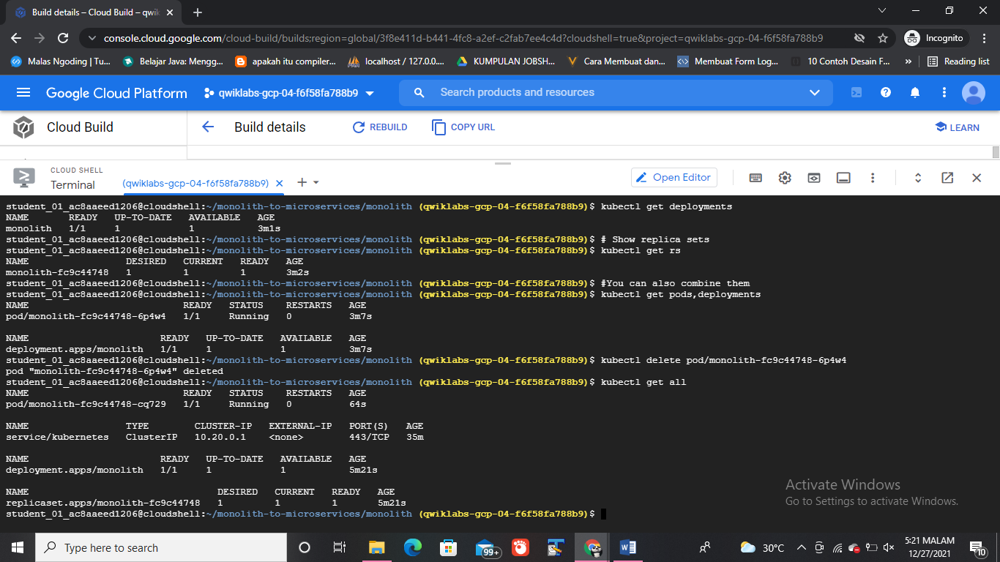 Build details – Cloud Build – qwik
console.cloud.google.com/cloud-build/builds;region=global/3f8e411d-b441-4fc8-a2ef-c2fab7ee4c4d?cloudshell=true&project=qwiklabs-gcp-04-f6f58fa788b9
Incognito
Malas Ngoding | Tu... Belajar Java: Mengg... apakah itu compiler... localhost / 127.0.0.... KUMPULAN JOBSH... Cara Membuat dan... Membuat Form Log... 10 Contoh Desain F... » Reading list
Google Cloud Platform qwiklabs-gcp-04-f6f58fa788b9 Search products and resources
Cloud Build Build details REBUILD COPY URL LEARN
CLOUD SHELL
Terminal (qwiklabs-gcp-04-f6f58fa788b9) Open Editor
student_01_ac8aaeed1206@cloudshell:~/monolith-to-microservices/monolith (qwiklabs-gcp-04-f6f58fa788b9)$ kubectl get deployments
NAME READY UP-TO-DATE AVAILABLE AGE
monolith 1/1 1 1 3m1s
student_01_ac8aaeed1206@cloudshell:~/monolith-to-microservices/monolith (qwiklabs-gcp-04-f6f58fa788b9)$ # Show replica sets
student_01_ac8aaeed1206@cloudshell:~/monolith-to-microservices/monolith (qwiklabs-gcp-04-f6f58fa788b9)$ kubectl get rs
NAME DESIRED CURRENT READY AGE
monolith-fc9c44748 1 1 1 3m2s
student_01_ac8aaeed1206@cloudshell:~/monolith-to-microservices/monolith (qwiklabs-gcp-04-f6f58fa788b9)$ #You can also combine them
student_01_ac8aaeed1206@cloudshell:~/monolith-to-microservices/monolith (qwiklabs-gcp-04-f6f58fa788b9)$ kubectl get pods,deployments
NAME READY STATUS RESTARTS AGE
pod/monolith-fc9c44748-6p4w4 1/1 Running 0 3m7s
NAME READY UP-TO-DATE AVAILABLE AGE
deployment.apps/monolith 1/1 1 1 3m7s
student_01_ac8aaeed1206@cloudshell:~/monolith-to-microservices/monolith (qwiklabs-gcp-04-f6f58fa788b9)$ kubectl delete pod/monolith-fc9c44748-6p4w4
pod "monolith-fc9c44748-6p4w4" deleted
student_01_ac8aaeed1206@cloudshell:~/monolith-to-microservices/monolith (qwiklabs-gcp-04-f6f58fa788b9)$ kubectl get all
NAME READY STATUS RESTARTS AGE
pod/monolith-fc9c44748-cq729 1/1 Running 0 64s
NAME TYPE CLUSTER-IP EXTERNAL-IP PORT(S) AGE
service/kubernetes ClusterIP 10.20.0.1 <none> 443/TCP 35m
NAME READY UP-TO-DATE AVAILABLE AGE
deployment.apps/monolith 1/1 1 1 5m21s
NAME DESIRED CURRENT READY AGE
replicaset.apps/monolith-fc9c44748 1 1 1 5m21s
student_01_ac8aaeed1206@cloudshell:~/monolith-to-microservices/monolith (qwiklabs-gcp-04-f6f58fa788b9)$
Activate Windows
Go to Settings to activate Windows.
Type here to search 99+ 30°C 5:21 MALAM
12/27/2021 10